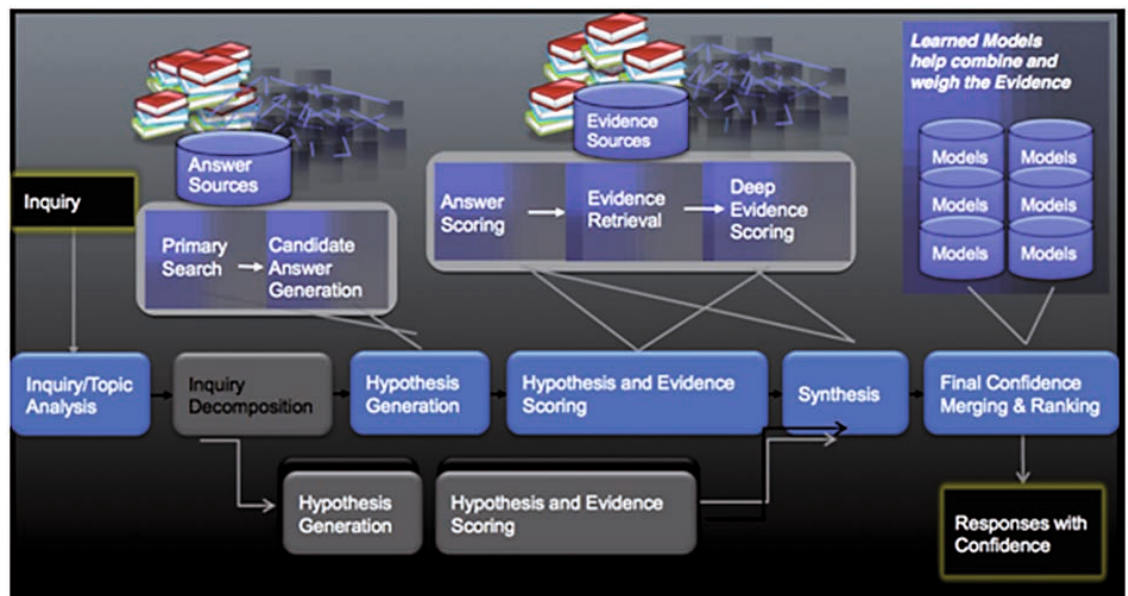 Learned Models
help combine and
weigh the Evidence
Answer
Sources
Evidence
Sources
Models
Models
Models
Models
Models
Models
Inquiry
Primary
Search
Candidate
Answer
Generation
Answer
Scoring
Evidence
Retrieval
Deep
Evidence
Scoring
Inquiry/Topic
Analysis
Inquiry
Decomposition
Hypothesis
Generation
Hypothesis and Evidence
Scoring
Synthesis
Final Confidence
Merging & Ranking
Hypothesis
Generation
Hypothesis and Evidence
Scoring
Responses with
Confidence